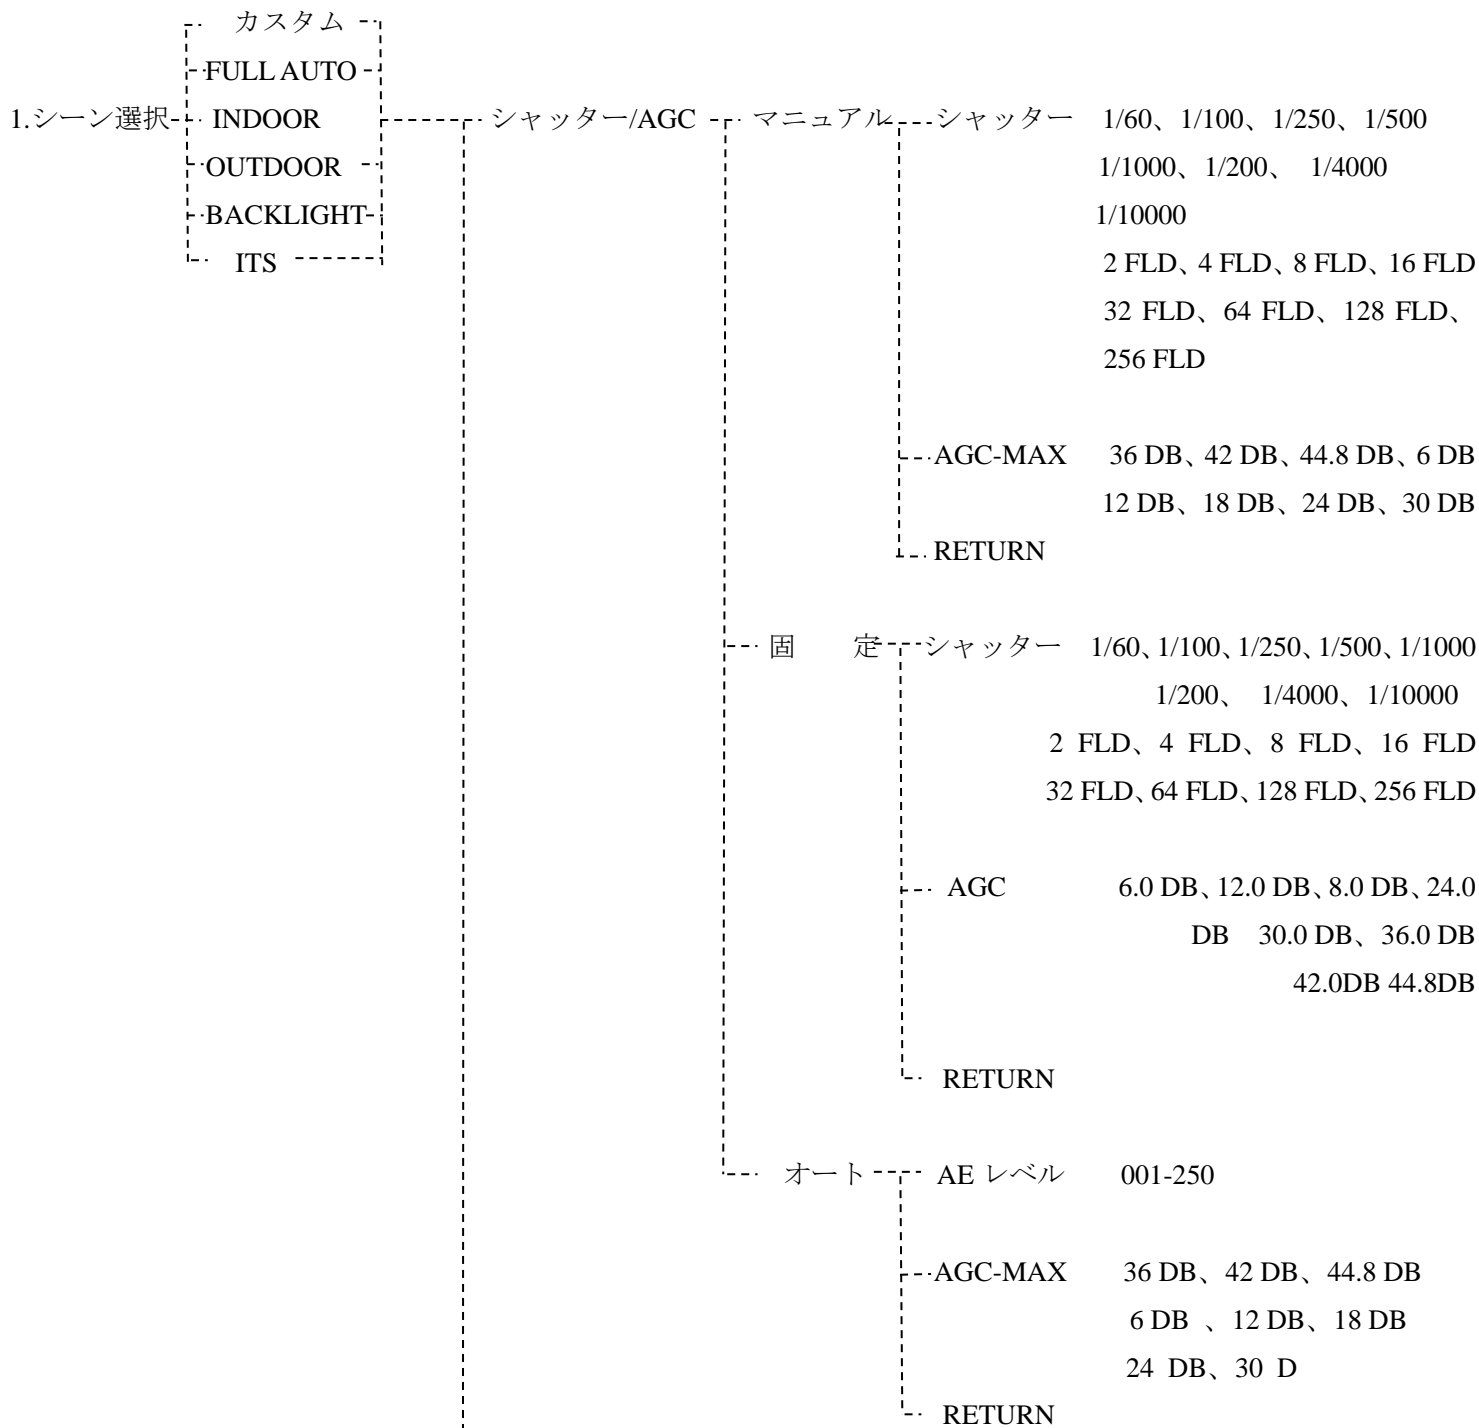 カスタム
FULL AUTO
1.シーン選択 INDOOR シャッター/AGC マニュアル シャッター 1/60、1/100、1/250、1/500
OUTDOOR 1/1000、1/200、 1/4000
BACKLIGHT 1/10000
ITS 2 FLD、4 FLD、8 FLD、16 FLD
32 FLD、64 FLD、128 FLD、
256 FLD
AGC-MAX 36 DB、42 DB、44.8 DB、6 DB
12 DB、18 DB、24 DB、30 DB
RETURN
固 定 シャッター 1/60、1/100、1/250、1/500、1/1000
1/200、 1/4000、1/10000
2 FLD、4 FLD、8 FLD、16 FLD
32 FLD、64 FLD、128 FLD、256 FLD
AGC 6.0 DB、12.0 DB、8.0 DB、24.0
DB 30.0 DB、36.0 DB
42.0DB 44.8DB
RETURN
オート AE レベル 001-250
AGC-MAX 36 DB、42 DB、44.8 DB
6 DB 、12 DB、18 DB
24 DB、30 D
RETURN